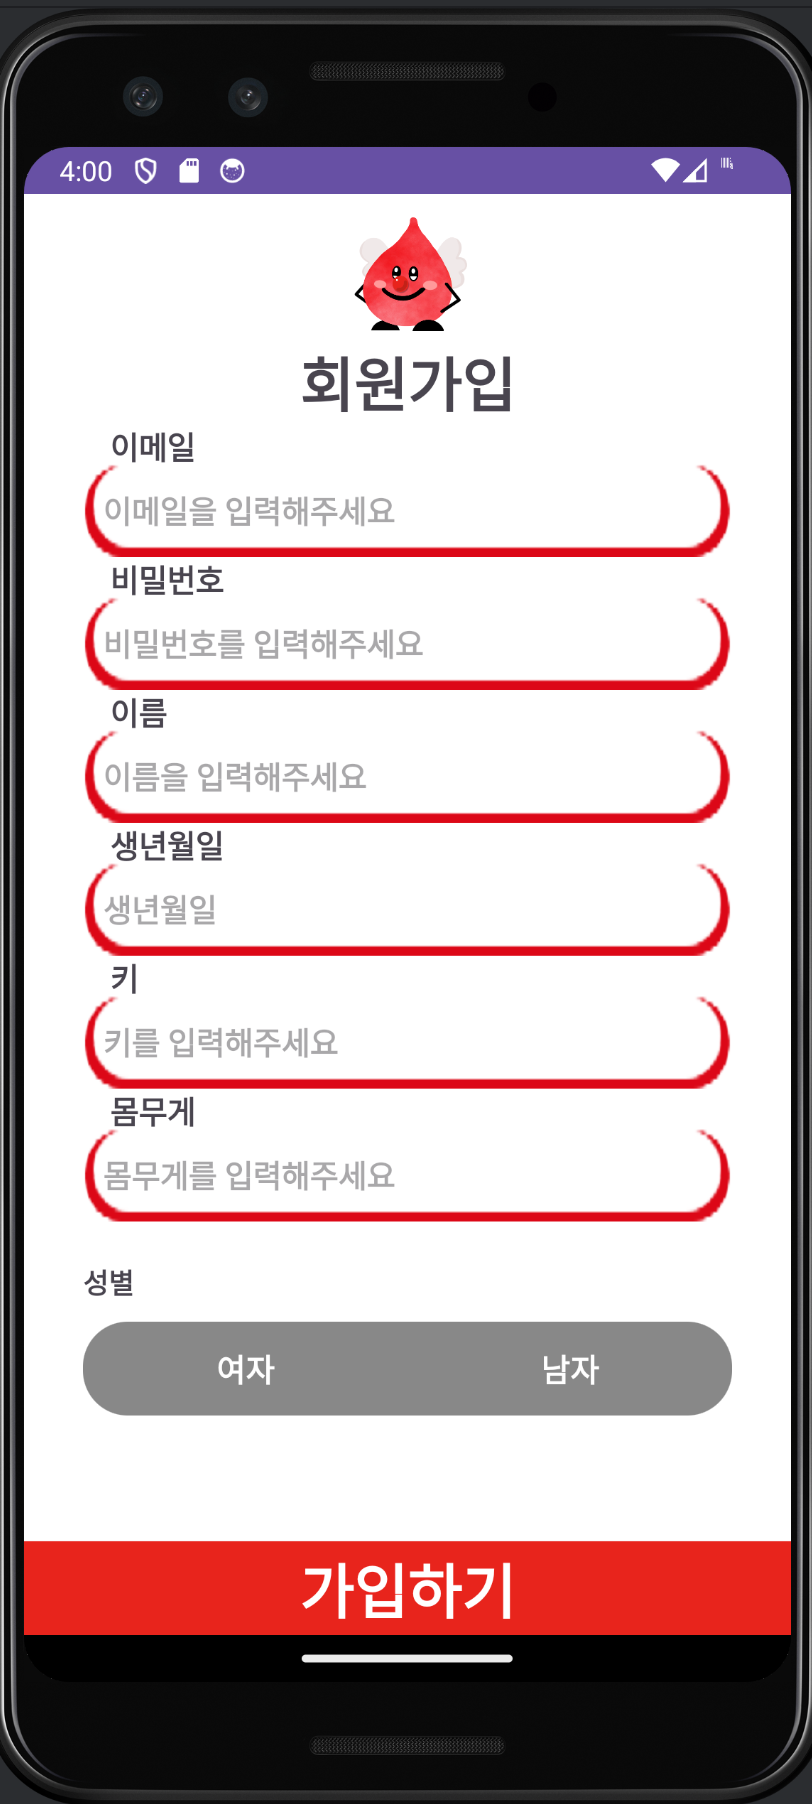 4:00
회원가입
이메일
이메일을 입력해주세요
비밀번호
비밀번호를 입력해주세요
이름
이름을 입력해주세요
생년월일
생년월일
키
키를 입력해주세요
몸무게
몸무게를 입력해주세요
성별
여자 남자
가입하기